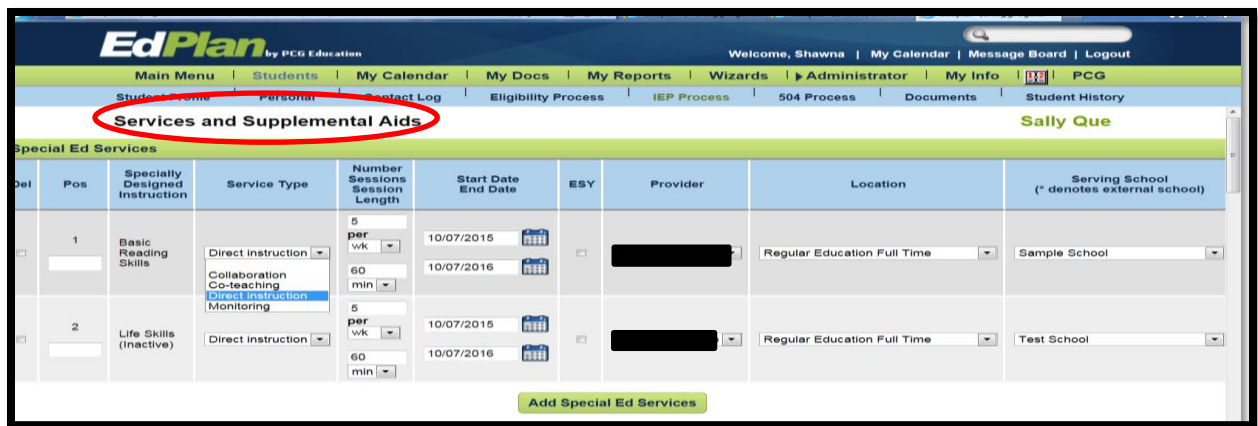 EdPlan by PCG Education
Welcome, Shawna | My Calendar | Message Board | Logout
Main Menu | Students | My Calendar | My Docs | My Reports | Wizards | Administrator | My Info | PCG
Personal Contact Log | Eligibility Process | IEP Process | 504 Process | Documents | Student History
Services and Supplemental Aids
Sally Que
Special Ed Services
Del
Pos
Specially
Designed
Instruction
Service Type
Number
Sessions
Session
Length
Start Date
End Date
ESY
Provider
Location
Serving School
(* denotes external school)
1
Basic
Reading
Skills
Direct instruction
Collaboration
Co-teaching
Direct Instruction
Monitoring
5
per
wk
60
min
10/07/2015
10/07/2016
Regular Education Full Time
Sample School
2
Life Skills
(Inactive)
Direct instruction
5
per
wk
60
min
10/07/2015
10/07/2016
Regular Education Full Time
Test School
Add Special Ed Services